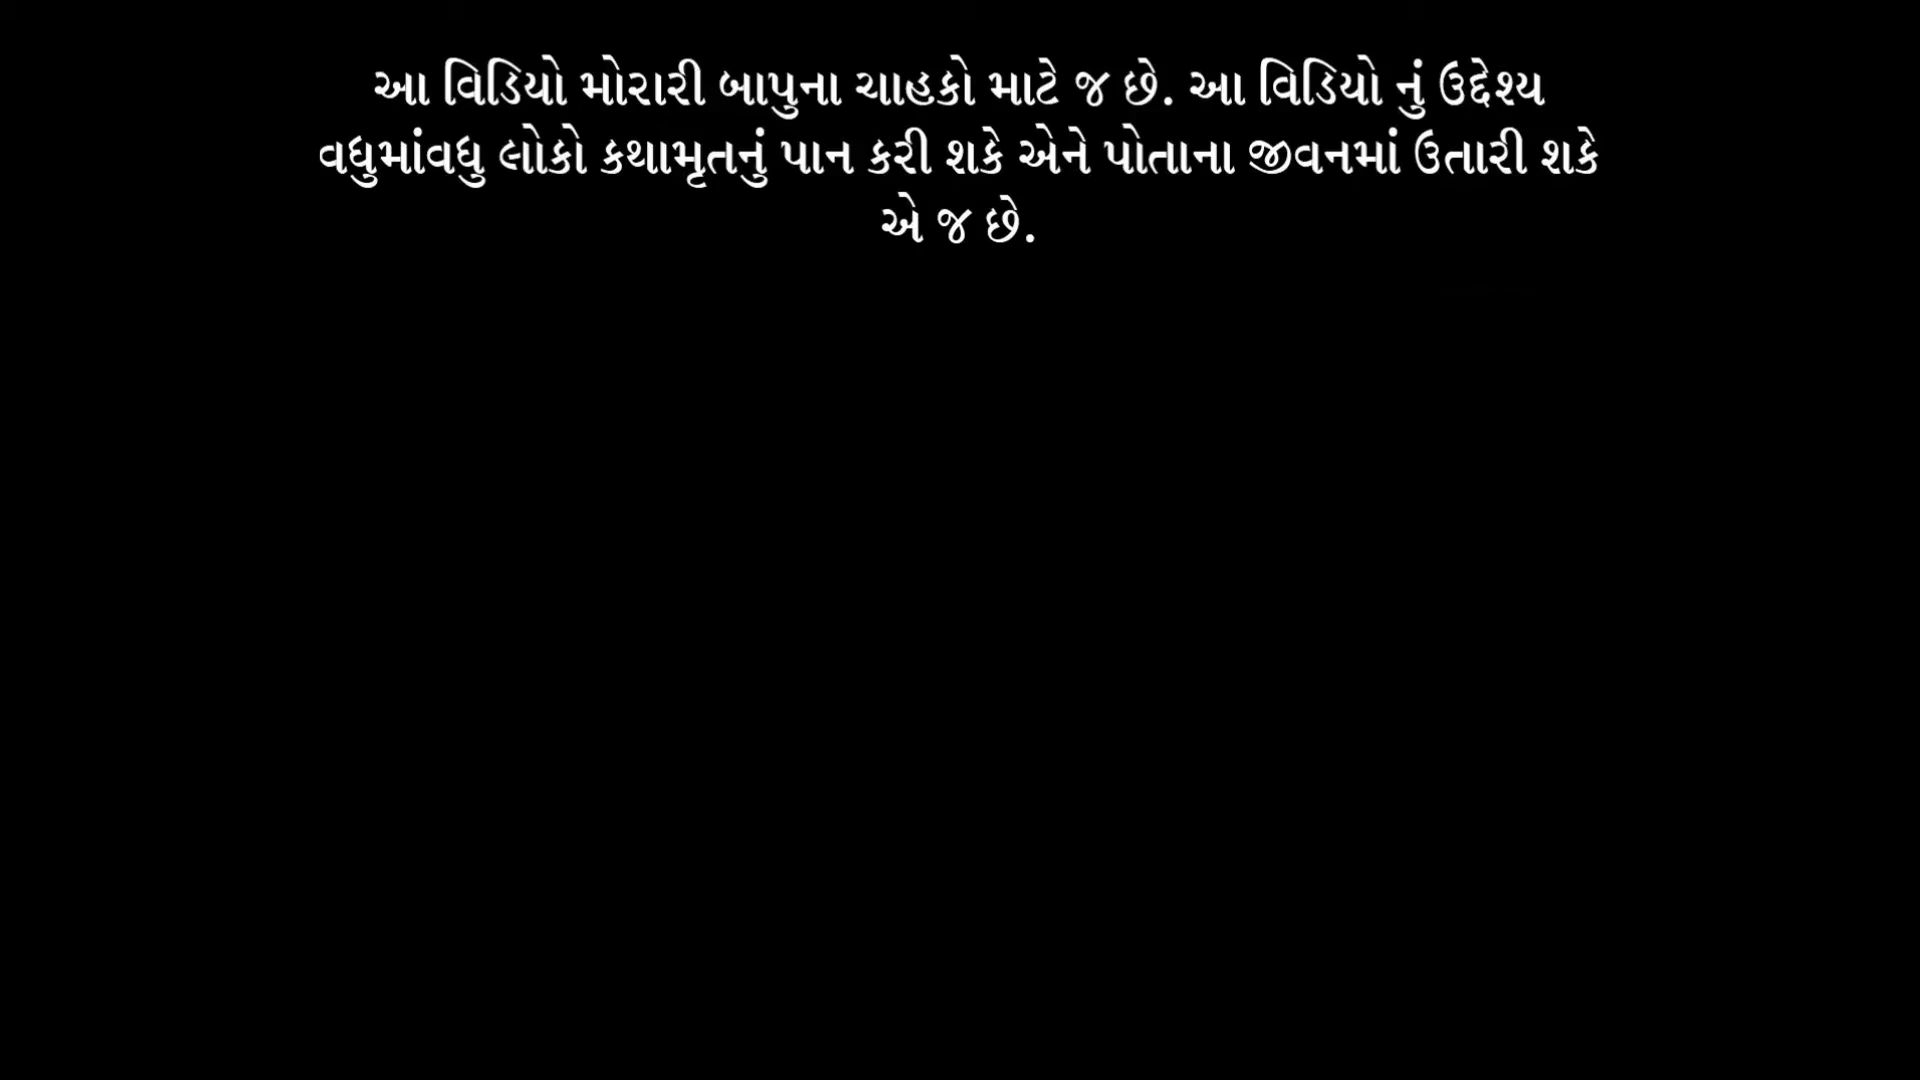 આ વિડિયો મોરારી બાપુના ચાહકો માટે જ છે. આ વિડિયો નું ઉદ્દેશ્ય
વધુમાંવધુ લોકો કથામૃતનું પાન કરી શકે એને પોતાના જીવનમાં ઉતારી શકે
એ જ છે.